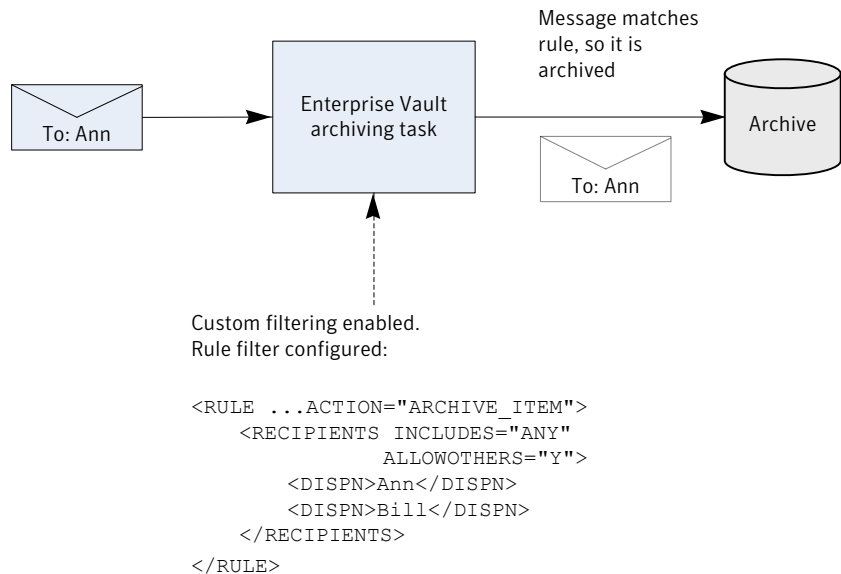 Message matches
rule, so it is
archived
To: Ann
Enterprise Vault
archiving task
To: Ann
Archive
Custom filtering enabled.
Rule filter configured:
<RULE ...ACTION="ARCHIVE_ITEM">
<RECIPIENTS INCLUDES="ANY"
ALLOWOTHERS="Y">
<DISPN>Ann</DISPN>
<DISPN>Bill</DISPN>
</RECIPIENTS>
</RULE>